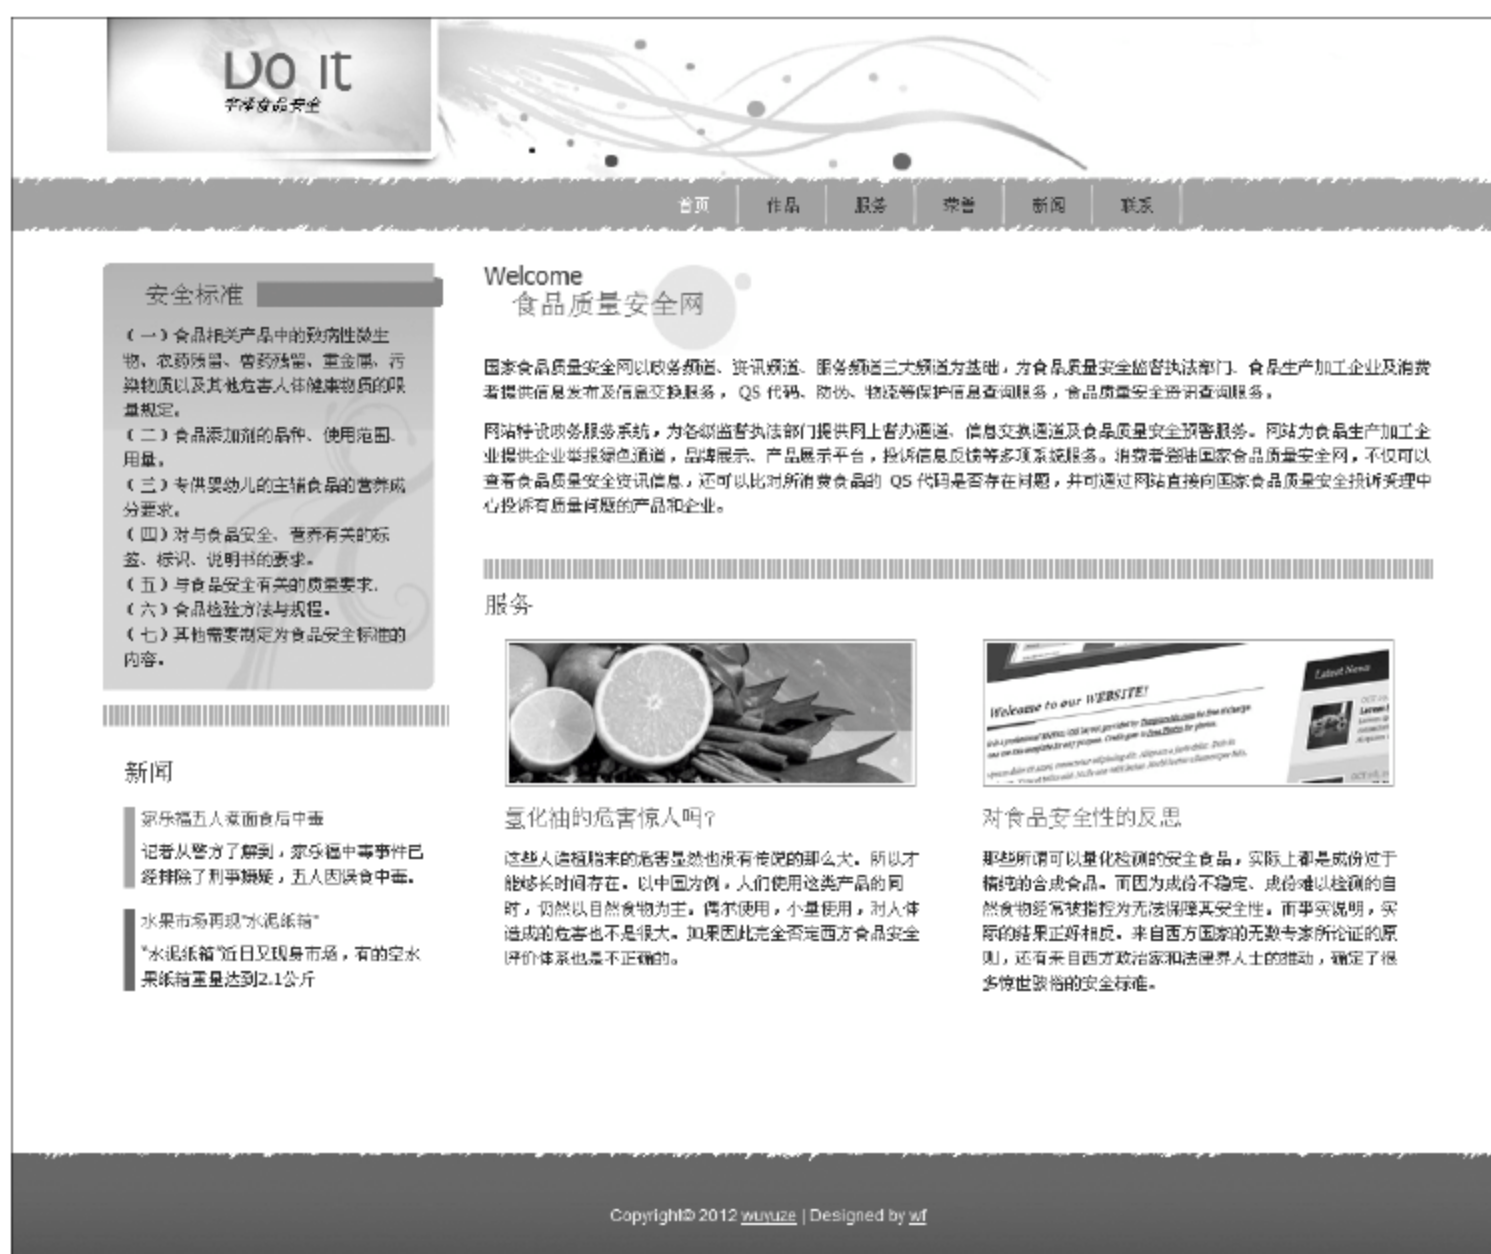 Do it
食品安全
首页 作品 服务 荣誉 新闻 联系
安全标准
（一）食品相关产品中的致病性微生
物、农药残留、兽药残留、重金属、污
染物质以及其他危害人体健康物质的限
量规定。
（二）食品添加剂的品种、使用范围、
用量。
（三）专供婴幼儿的主辅食品的营养成
分要求。
（四）对与食品安全、营养有关的标
签、标识、说明书的要求。
（五）与食品安全有关的质量要求。
（六）食品检验方法与规程。
（七）其他需要制定为食品安全标准的
内容。
新闻
家乐福五人煮面食后中毒
记者从警方了解到，家乐福中毒事件已
经排除了刑事嫌疑，五人因误食中毒。
水果市场再现"水泥纸箱"
"水泥纸箱"近日又现身市场，有的空水
果纸箱重量达到2.1公斤
Welcome
食品质量安全网
国家食品质量安全网以政务频道、资讯频道、服务频道三大频道为基础，为食品质量安全监督执法部门、食品生产加工企业及消费
者提供信息发布及信息交换服务， QS 代码、防伪、物流等保护信息查询服务，食品质量安全资讯查询服务。
网站特设政务服务系统，为各级监督执法部门提供网上督办通道、信息交换通道及食品质量安全预警服务。网站为食品生产加工企
业提供企业举报绿色通道，品牌展示、产品展示平台，投诉信息反馈等多项系统服务。消费者登陆国家食品质量安全网，不仅可以
查看食品质量安全资讯信息，还可以比对所消费食品的 QS 代码是否存在问题，并可通过网站直接向国家食品质量安全投诉受理中
心投诉有质量问题的产品和企业。
服务
Welcome to our WEBSITE!
Latest News
氢化油的危害惊人吗?
这些人造植脂末的危害显然也没有传说的那么大。所以才
能够长时间存在。以中国为例，人们使用这类产品的同
时，仍然以自然食物为主。偶尔使用，小量使用，对人体
造成的危害也不是很大。如果因此完全否定西方食品安全
评价体系也是不正确的。
对食品安全性的反思
那些所谓可以量化检测的安全食品，实际上都是成份过于
精纯的合成食品。而因为成份不稳定、成份难以检测的自
然食物经常被指控为无法保障其安全性。而事实说明，实
际的结果正好相反。来自西方国家的无数专家所论证的原
则，还有来自西方政治家和法律界人士的推动，确定了很
多惊世骇俗的安全标准。
Copyright© 2012 wuyuze | Designed by wf